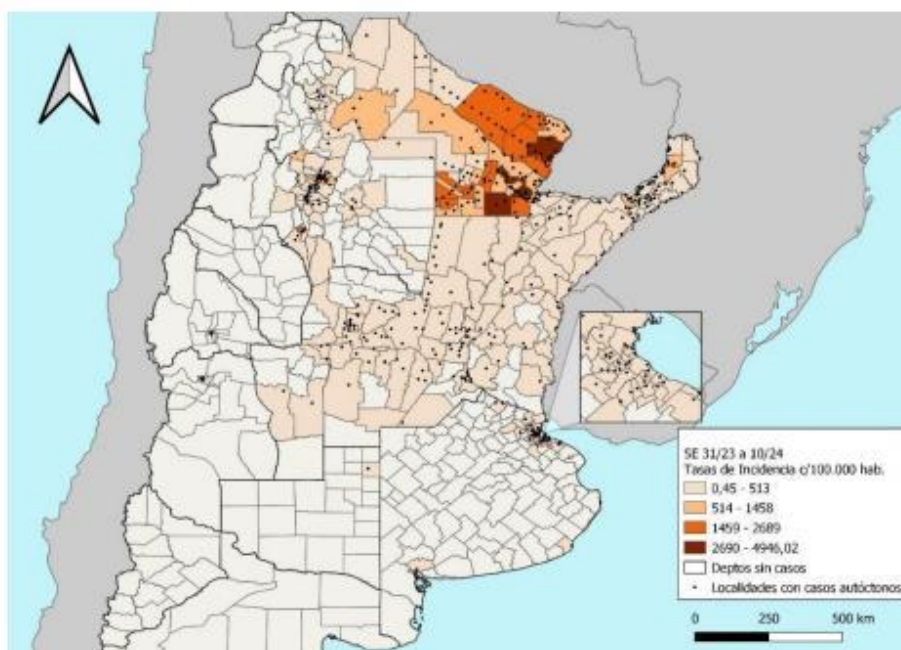 SE 31/23 a 10/24
Tasas de Incidencia c/100.000 hab.
0,45 - 513
514 - 1458
1459 - 2689
2690 - 4946,02
Deptos sin casos
Localidades con casos autóctonos
0 250 500 km